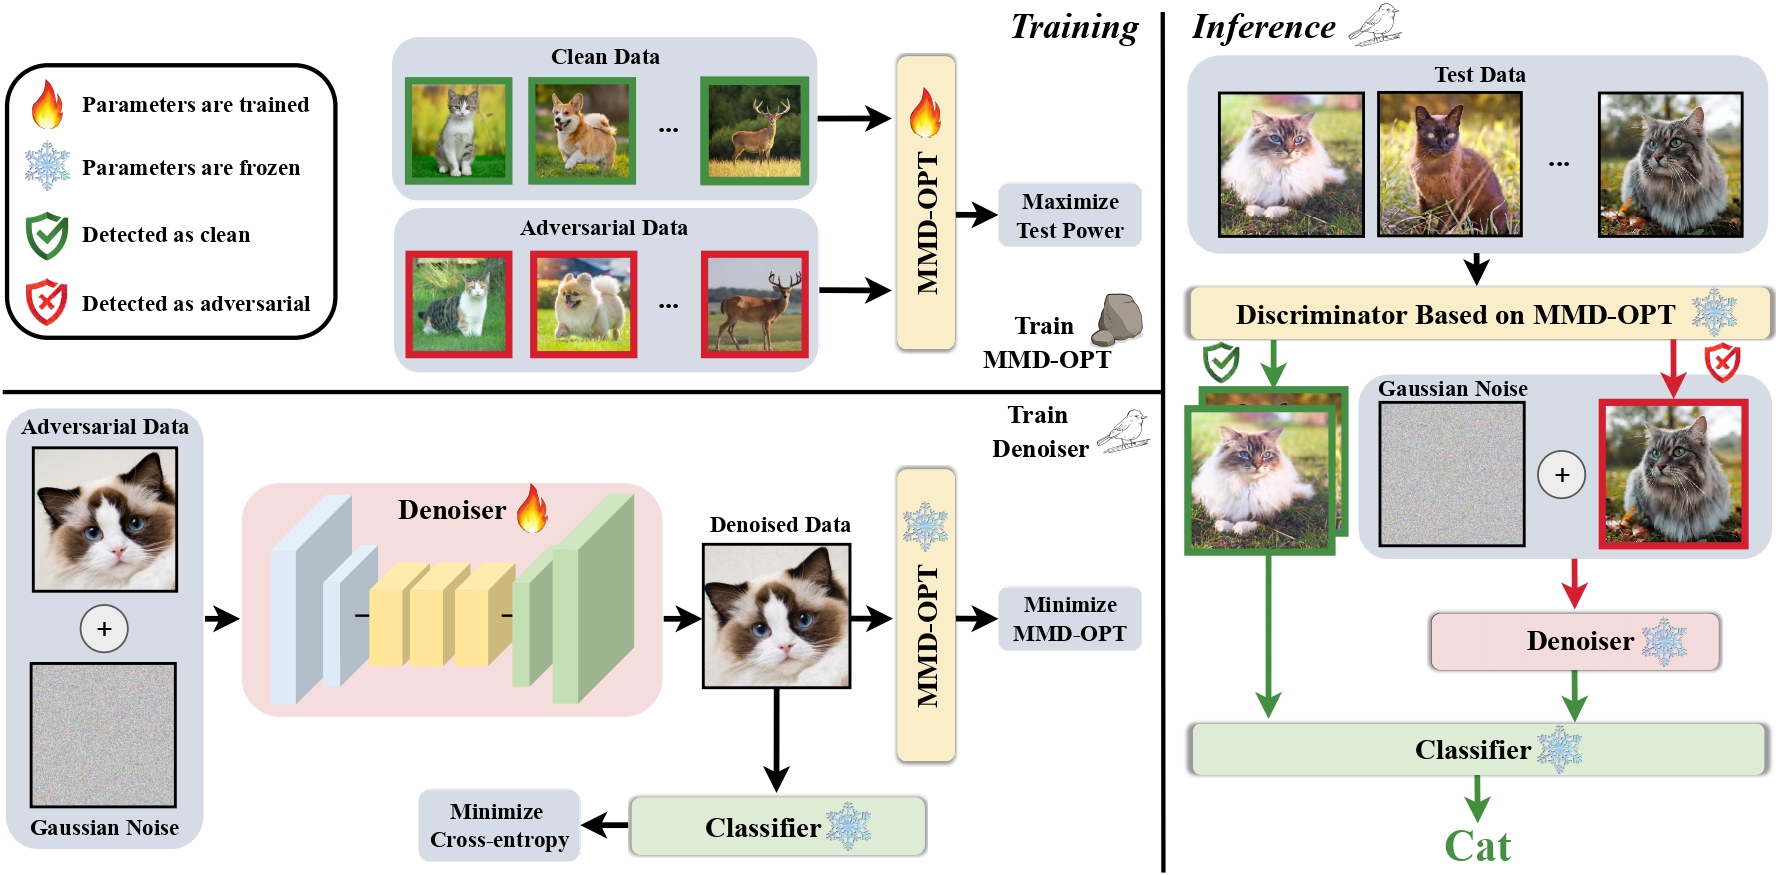 Training
Parameters are trained
Parameters are frozen
Detected as clean
Detected as adversarial
Clean Data
...
Adversarial Data
...
MMD-OPT
Maximize
Test Power
Train
MMD-OPT
Adversarial Data
+
Gaussian Noise
Denoiser
Denoised Data
Train
Denoiser
MMD-OPT
Minimize
MMD-OPT
Classifier
Minimize
Cross-entropy
Inference
Test Data
...
Discriminator Based on MMD-OPT
Gaussian Noise
+
Denoiser
Classifier
Cat